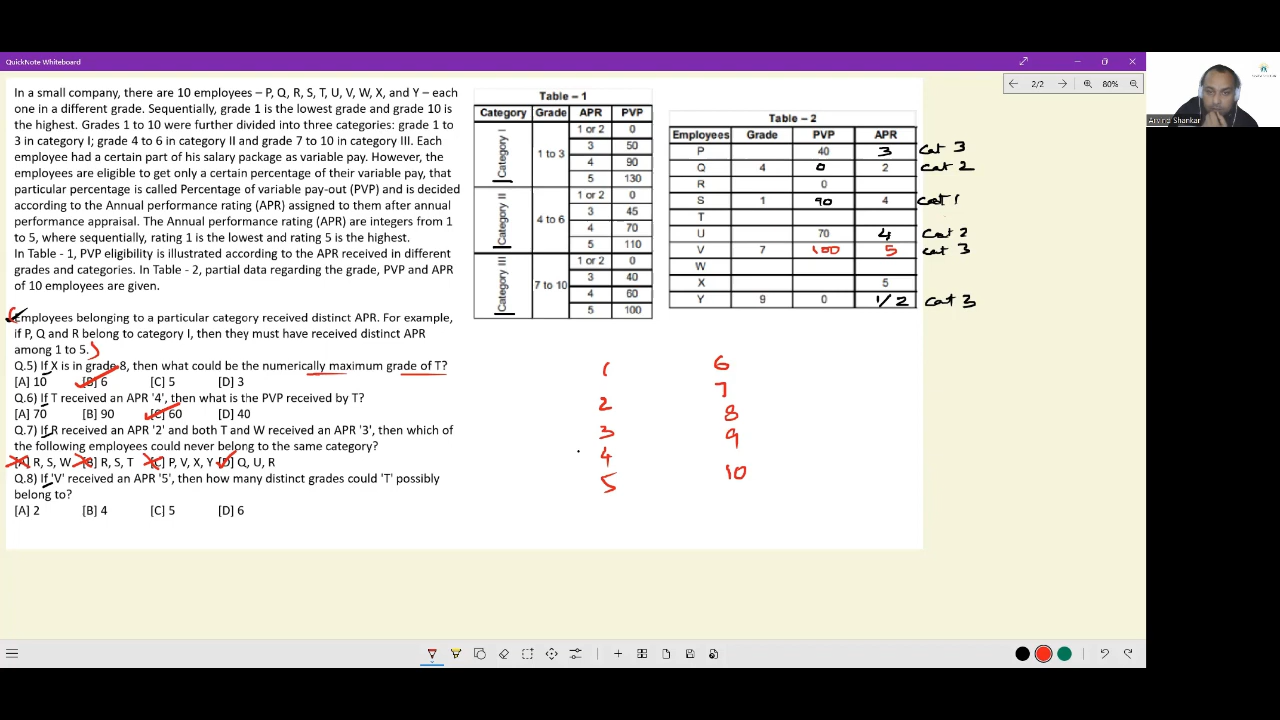 QuickNote Whiteboard
2/2
80%
Arvind Shankar
In a small company, there are 10 employees – P, Q, R, S, T, U, V, W, X, and Y – each
one in a different grade. Sequentially, grade 1 is the lowest grade and grade 10 is
the highest. Grades 1 to 10 were further divided into three categories: grade 1 to
3 in category I; grade 4 to 6 in category II and grade 7 to 10 in category III. Each
employee had a certain part of his salary package as variable pay. However, the
employees are eligible to get only a certain percentage of their variable pay, that
particular percentage is called Percentage of variable pay-out (PVP) and is decided
according to the Annual performance rating (APR) assigned to them after annual
performance appraisal. The Annual performance rating (APR) are integers from 1
to 5, where sequentially, rating 1 is the lowest and rating 5 is the highest.
In Table - 1, PVP eligibility is illustrated according to the APR received in different
grades and categories. In Table - 2, partial data regarding the grade, PVP and APR
of 10 employees are given.
Employees belonging to a particular category received distinct APR. For example,
if P, Q and R belong to category I, then they must have received distinct APR
among 1 to 5.
Q.5) If X is in grade 8, then what could be the numerically maximum grade of T?
[A] 10 [B] 6 [C] 5 [D] 3
Q.6) If T received an APR '4', then what is the PVP received by T?
[A] 70 [B] 90 [C] 60 [D] 40
Q.7) If R received an APR '2' and both T and W received an APR '3', then which of
the following employees could never belong to the same category?
[A] R, S, W [B] R, S, T [C] P, V, X, Y [D] Q, U, R
Q.8) If 'V' received an APR '5', then how many distinct grades could 'T' possibly
belong to?
[A] 2 [B] 4 [C] 5 [D] 6
Table – 1
Category Grade APR PVP
Category I 1 to 3 1 or 2 0
3 50
4 90
5 130
Category II 4 to 6 1 or 2 0
3 45
4 70
5 110
Category III 7 to 10 1 or 2 0
3 40
4 60
5 100
Table – 2
Employees Grade PVP APR
P 40 3 cat 3
Q 4 0 2 cat 2
R 0
S 1 90 4 cat 1
T
U 70 4 cat 2
V 7 100 5 cat 3
W
X 5
Y 9 0 1/2 cat 3
1 6
2 7
3 8
4 9
5 10